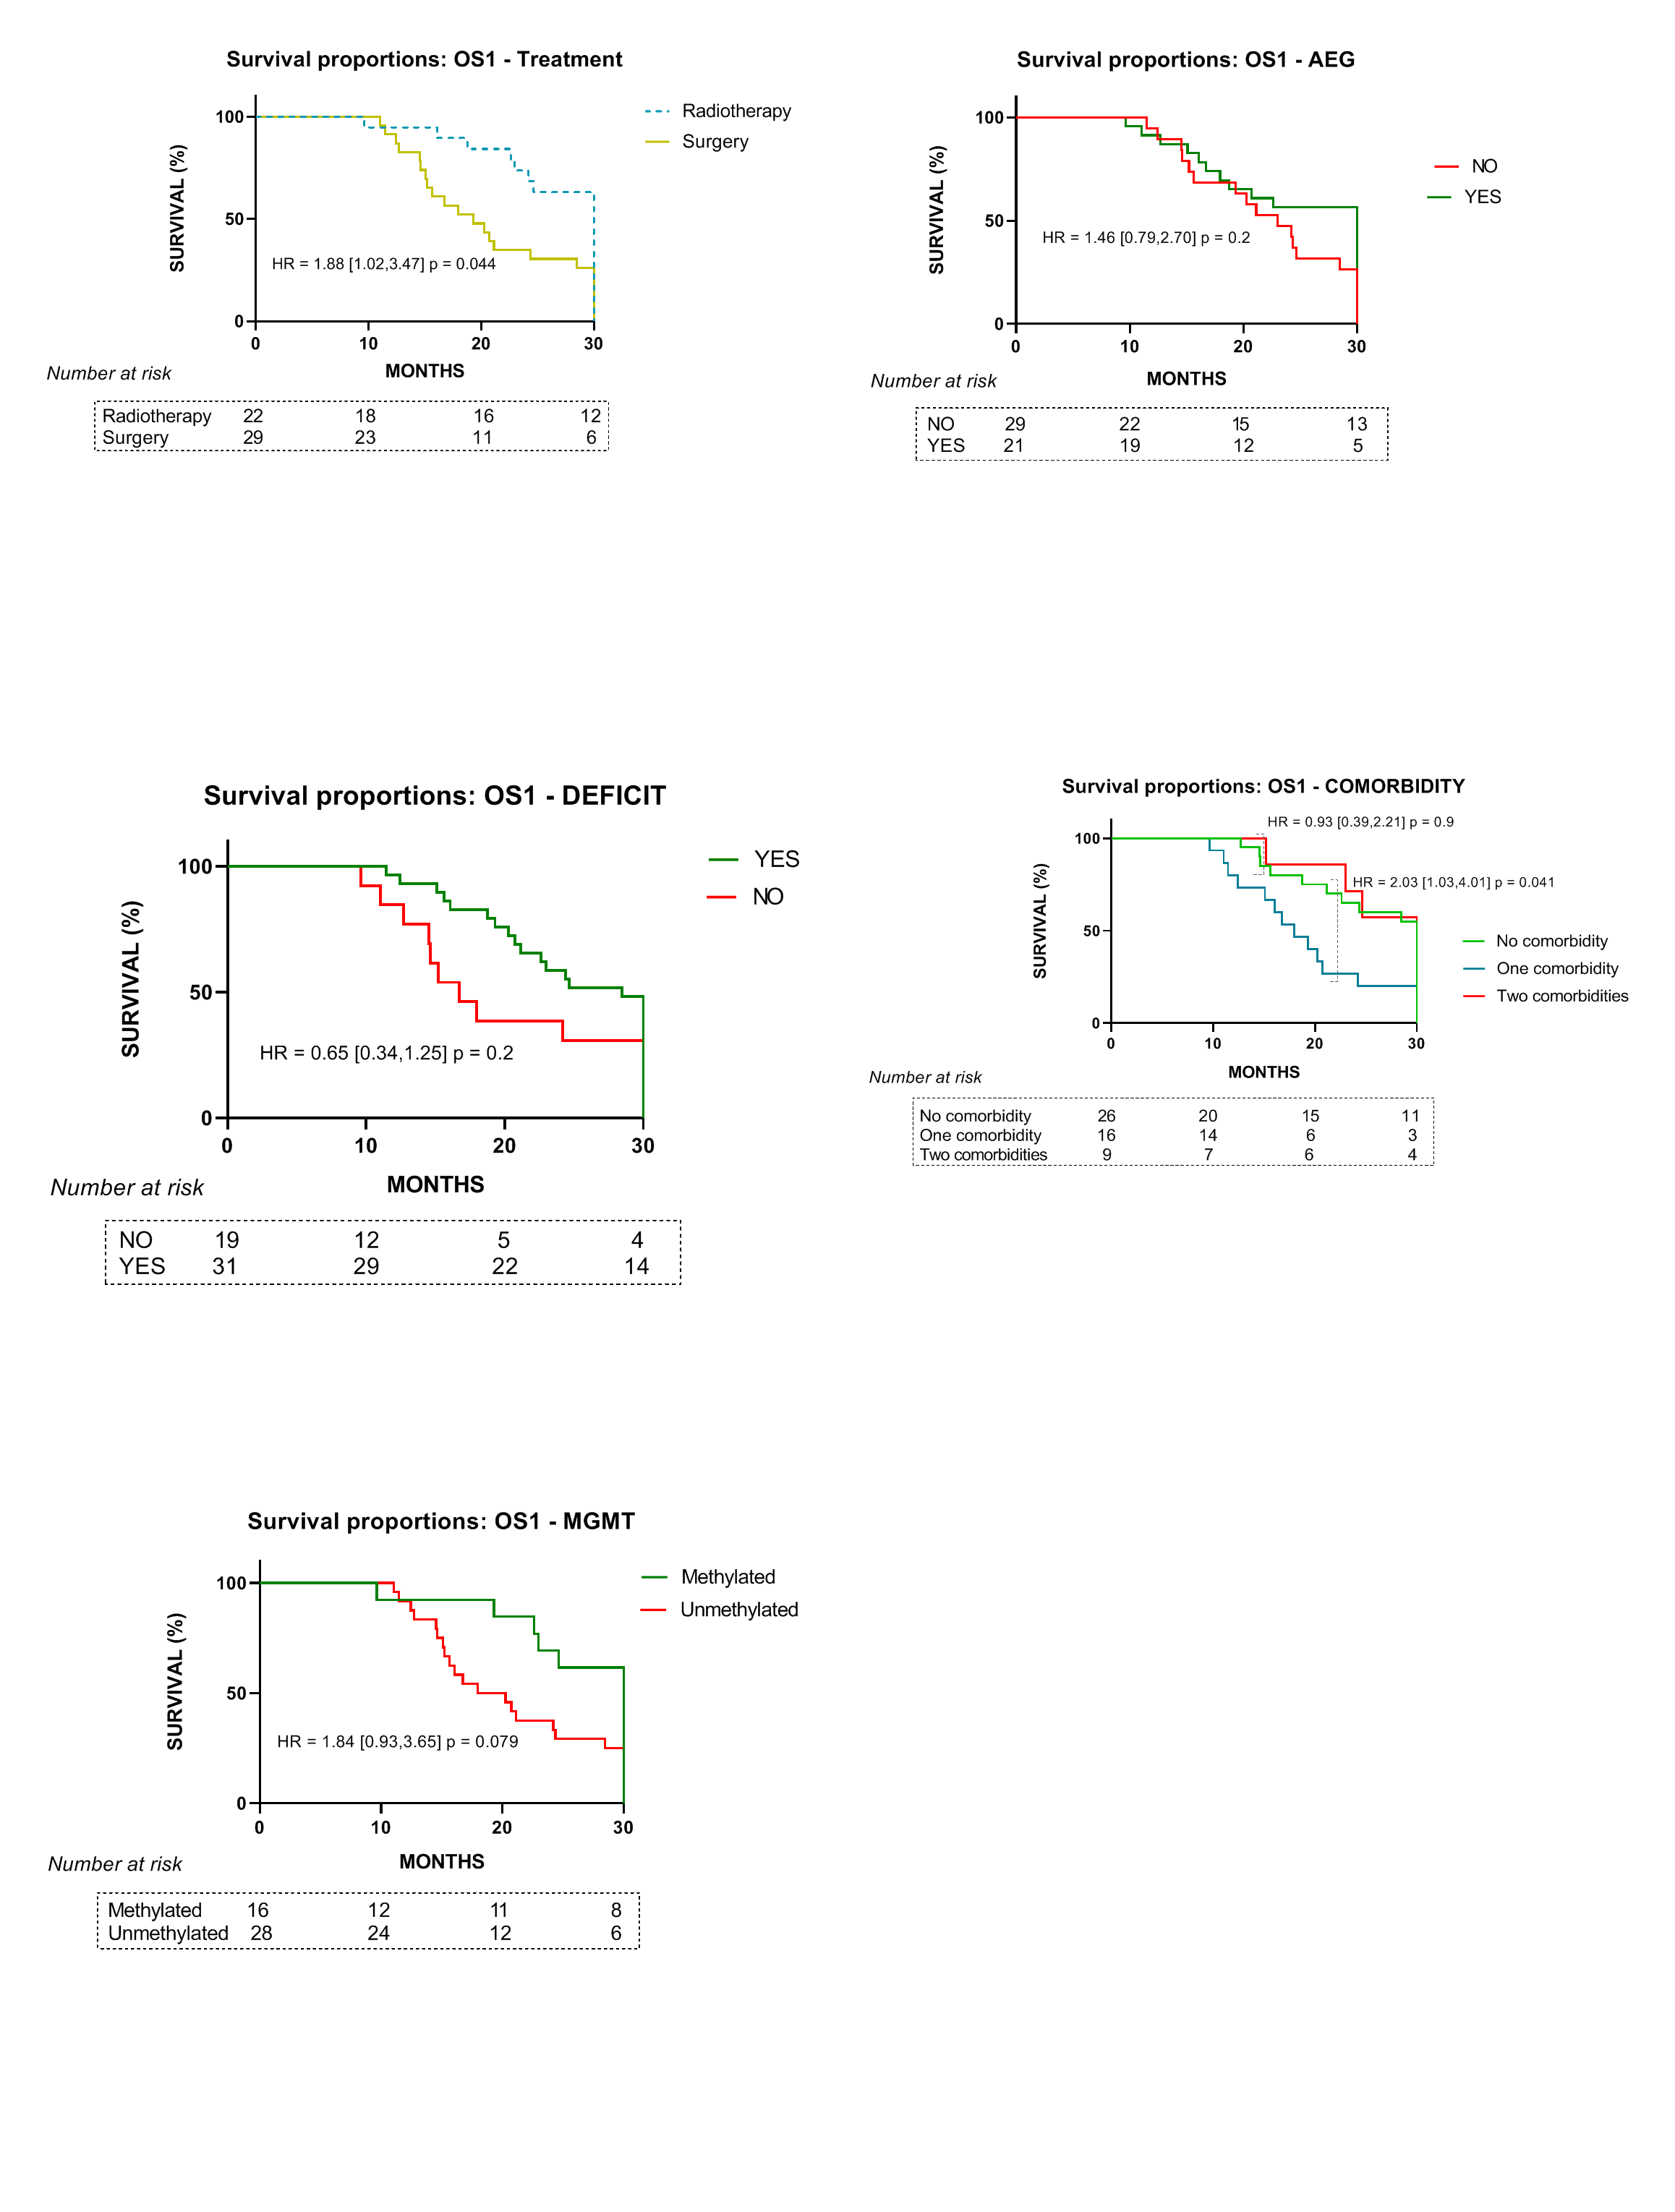 Survival proportions: OS1 - Treatment
Radiotherapy
Surgery
SURVIVAL (%)
100
50
0
HR = 1.88 [1.02,3.47] p = 0.044
0 10 20 30
MONTHS
Number at risk
Radiotherapy 22 18 16 12
Surgery 29 23 11 6
Survival proportions: OS1 - AEG
NO
YES
SURVIVAL (%)
100
50
0
HR = 1.46 [0.79,2.70] p = 0.2
0 10 20 30
MONTHS
Number at risk
NO 29 22 15 13
YES 21 19 12 5
Survival proportions: OS1 - DEFICIT
YES
NO
SURVIVAL (%)
100
50
0
HR = 0.65 [0.34,1.25] p = 0.2
0 10 20 30
MONTHS
Number at risk
NO 19 12 5 4
YES 31 29 22 14
Survival proportions: OS1 - COMORBIDITY
HR = 0.93 [0.39,2.21] p = 0.9
HR = 2.03 [1.03,4.01] p = 0.041
SURVIVAL (%)
100
50
0
No comorbidity
One comorbidity
Two comorbidities
0 10 20 30
MONTHS
Number at risk
No comorbidity 26 20 15 11
One comorbidity 16 14 6 3
Two comorbidities 9 7 6 4
Survival proportions: OS1 - MGMT
Methylated
Unmethylated
SURVIVAL (%)
100
50
0
HR = 1.84 [0.93,3.65] p = 0.079
0 10 20 30
MONTHS
Number at risk
Methylated 16 12 11 8
Unmethylated 28 24 12 6